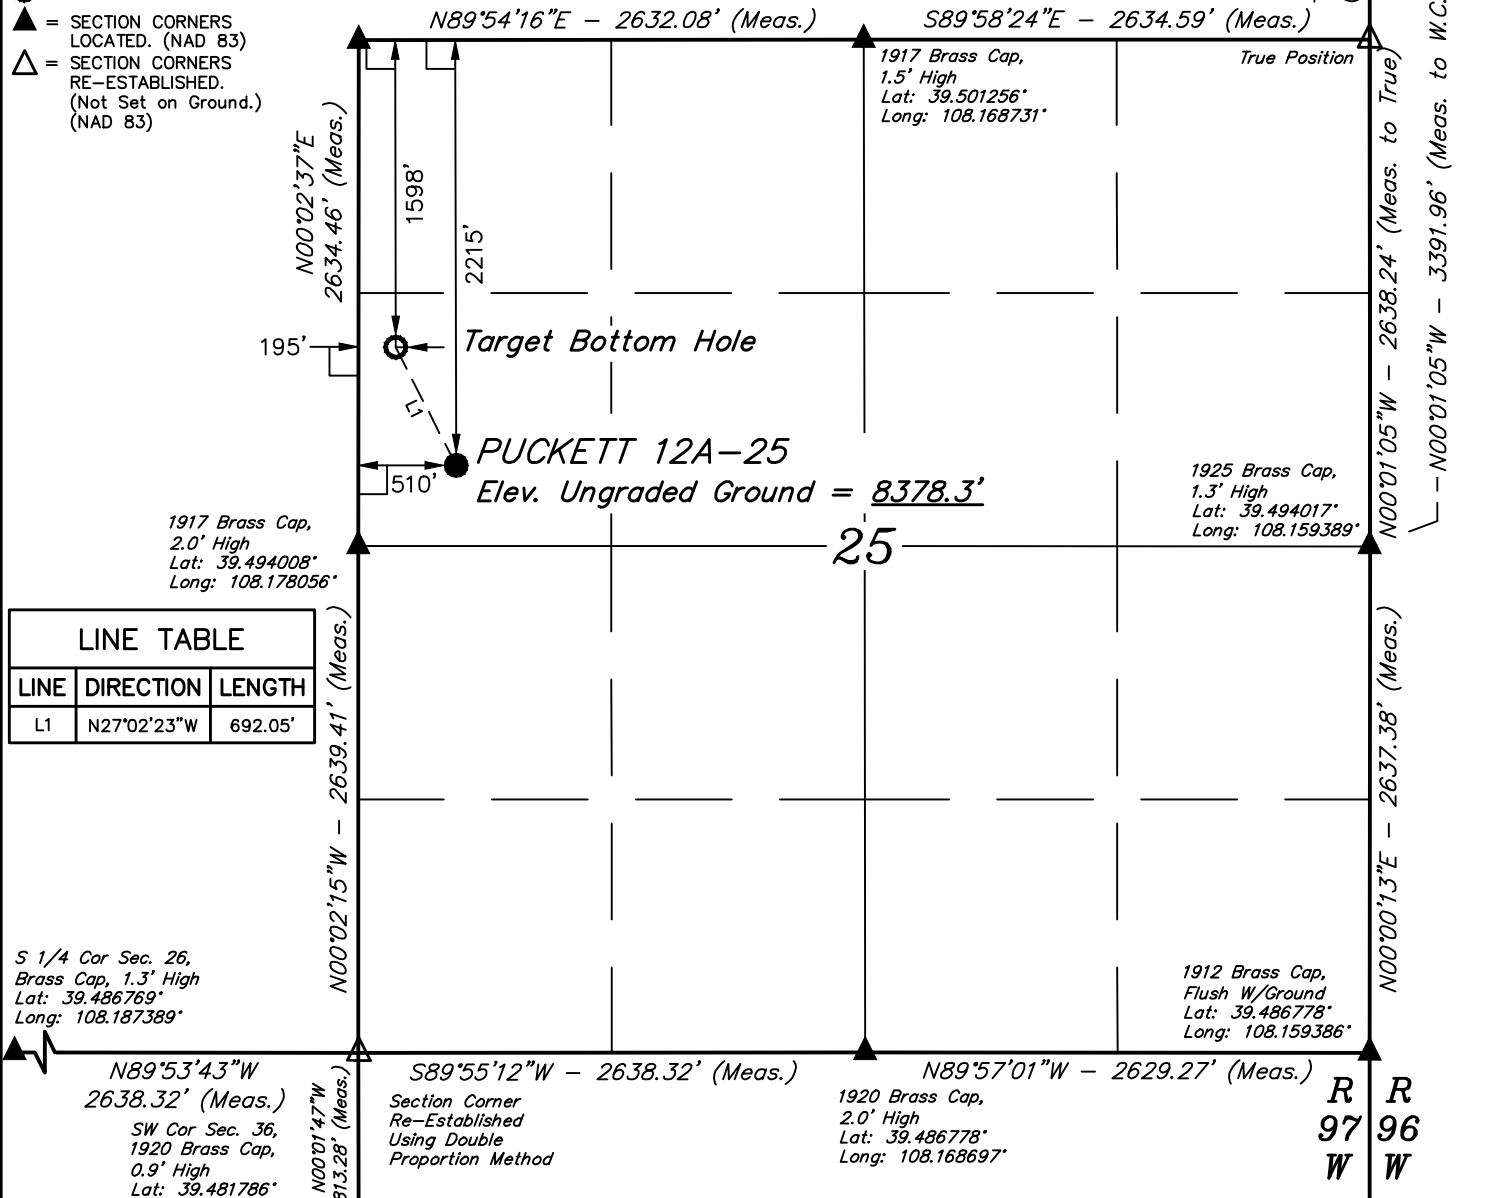 = SECTION CORNERS
LOCATED. (NAD 83)
= SECTION CORNERS
RE-ESTABLISHED.
(Not Set on Ground.)
(NAD 83)
N89°54'16"E - 2632.08' (Meas.)
S89°58'24"E - 2634.59' (Meas.)
1917 Brass Cap,
1.5' High
Lat: 39.501256°
Long: 108.168731°
True Position
N00°02'37"E
2634.46' (Meas.)
1598'
2215'
N00°01'05"W - 2638.24' (Meas. to True)
N00°01'05"W - 3391.96' (Meas. to W.C.
195'
Target Bottom Hole
L1
PUCKETT 12A-25
Elev. Ungraded Ground = 8378.3'
510'
1925 Brass Cap,
1.3' High
Lat: 39.494017°
Long: 108.159389°
1917 Brass Cap,
2.0' High
Lat: 39.494008°
Long: 108.178056°
25
LINE TABLE
LINE DIRECTION LENGTH
L1 N27°02'23"W 692.05'
N00°02'15"W - 2639.41' (Meas.)
N00°00'13"E - 2637.38' (Meas.)
S 1/4 Cor Sec. 26,
Brass Cap, 1.3' High
Lat: 39.486769°
Long: 108.187389°
1912 Brass Cap,
Flush W/Ground
Lat: 39.486778°
Long: 108.159386°
N89°53'43"W
2638.32' (Meas.)
S89°55'12"W - 2638.32' (Meas.)
N89°57'01"W - 2629.27' (Meas.)
SW Cor Sec. 36,
1920 Brass Cap,
0.9' High
Lat: 39.481786°
N00°01'47"W
813.28' (Meas.)
Section Corner
Re-Established
Using Double
Proportion Method
1920 Brass Cap,
2.0' High
Lat: 39.486778°
Long: 108.168697°
R R
97 96
W W